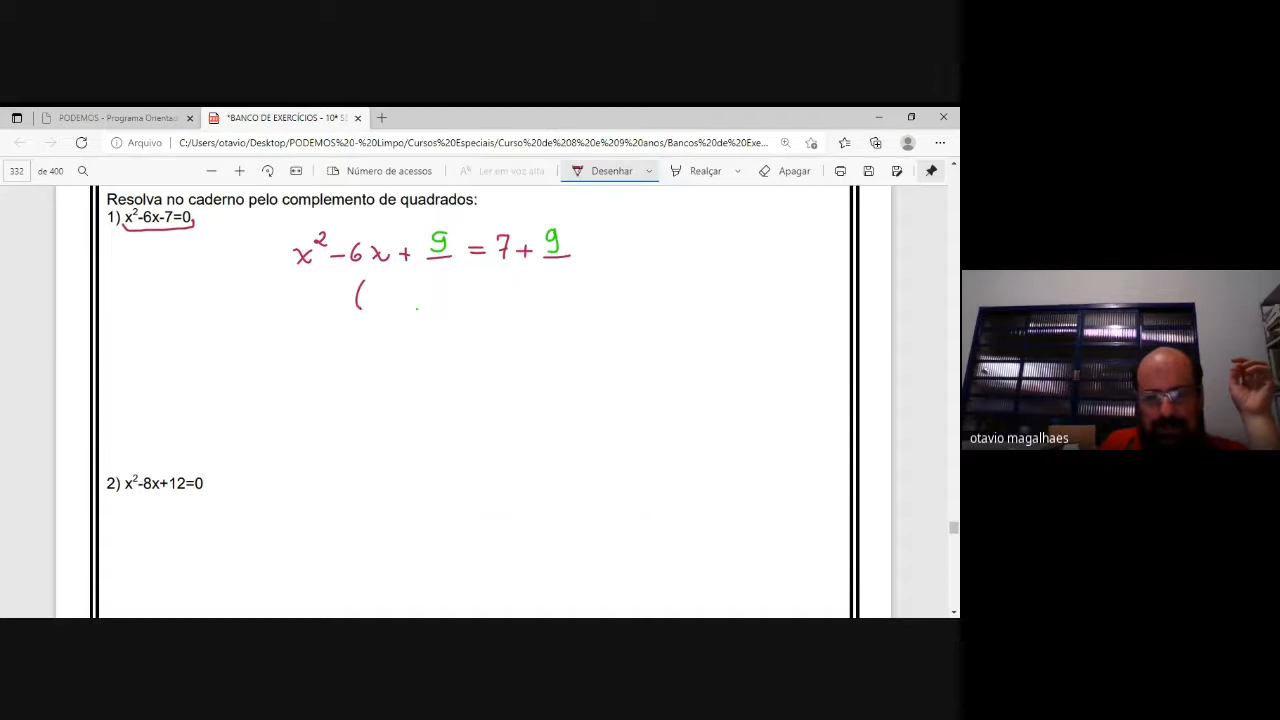 PODEMOS - Programa Orientad
*BANCO DE EXERCÍCIOS - 10ª SE
Arquivo
C:/Users/otavio/Desktop/PODEMOS%20-%20Limpo/Cursos%20Especiais/Curso%20de%208%20e%209%20anos/Bancos%20de%20Exe...
332 de 400
Número de acessos
Ler em voz alta
Desenhar
Realçar
Apagar
Resolva no caderno pelo complemento de quadrados:
1) x²-6x-7=0
x² - 6x + 9 = 7 + 9
(
otavio magalhaes
2) x²-8x+12=0